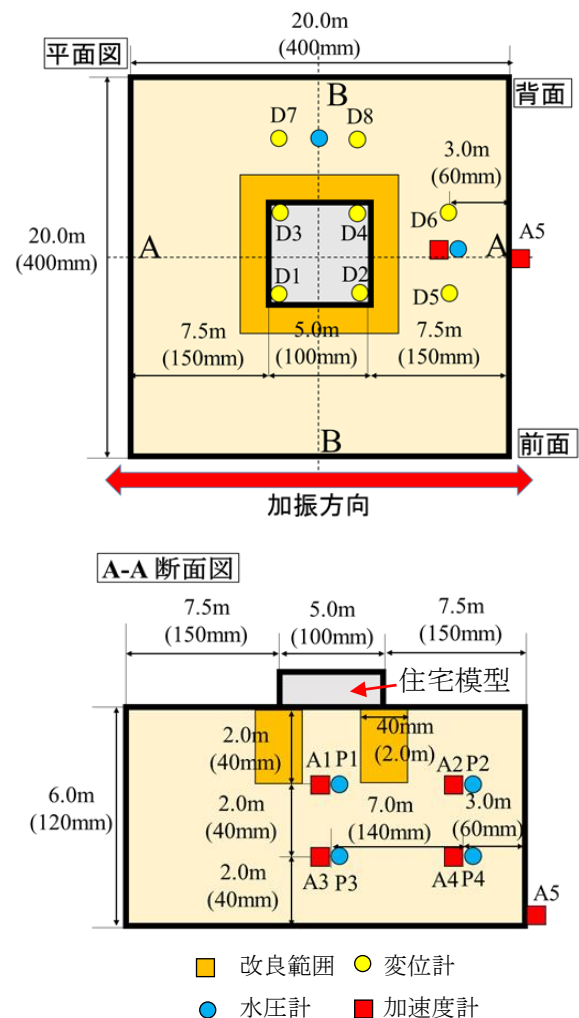 平面図
20.0m
(400mm)
背面
B
D7
D8
3.0m
(60mm)
20.0m
(400mm)
A
D3
D4
D6
A
A5
D1
D2
D5
7.5m
(150mm)
5.0m
(100mm)
7.5m
(150mm)
B
前面
加振方向
A-A 断面図
7.5m
(150mm)
5.0m
(100mm)
7.5m
(150mm)
住宅模型
2.0m
(40mm)
40mm
(2.0m)
A1 P1
A2 P2
6.0m
(120mm)
2.0m
(40mm)
7.0m
(140mm)
3.0m
(60mm)
2.0m
(40mm)
A3 P3
A4 P4
A5
改良範囲 変位計
水圧計 加速度計